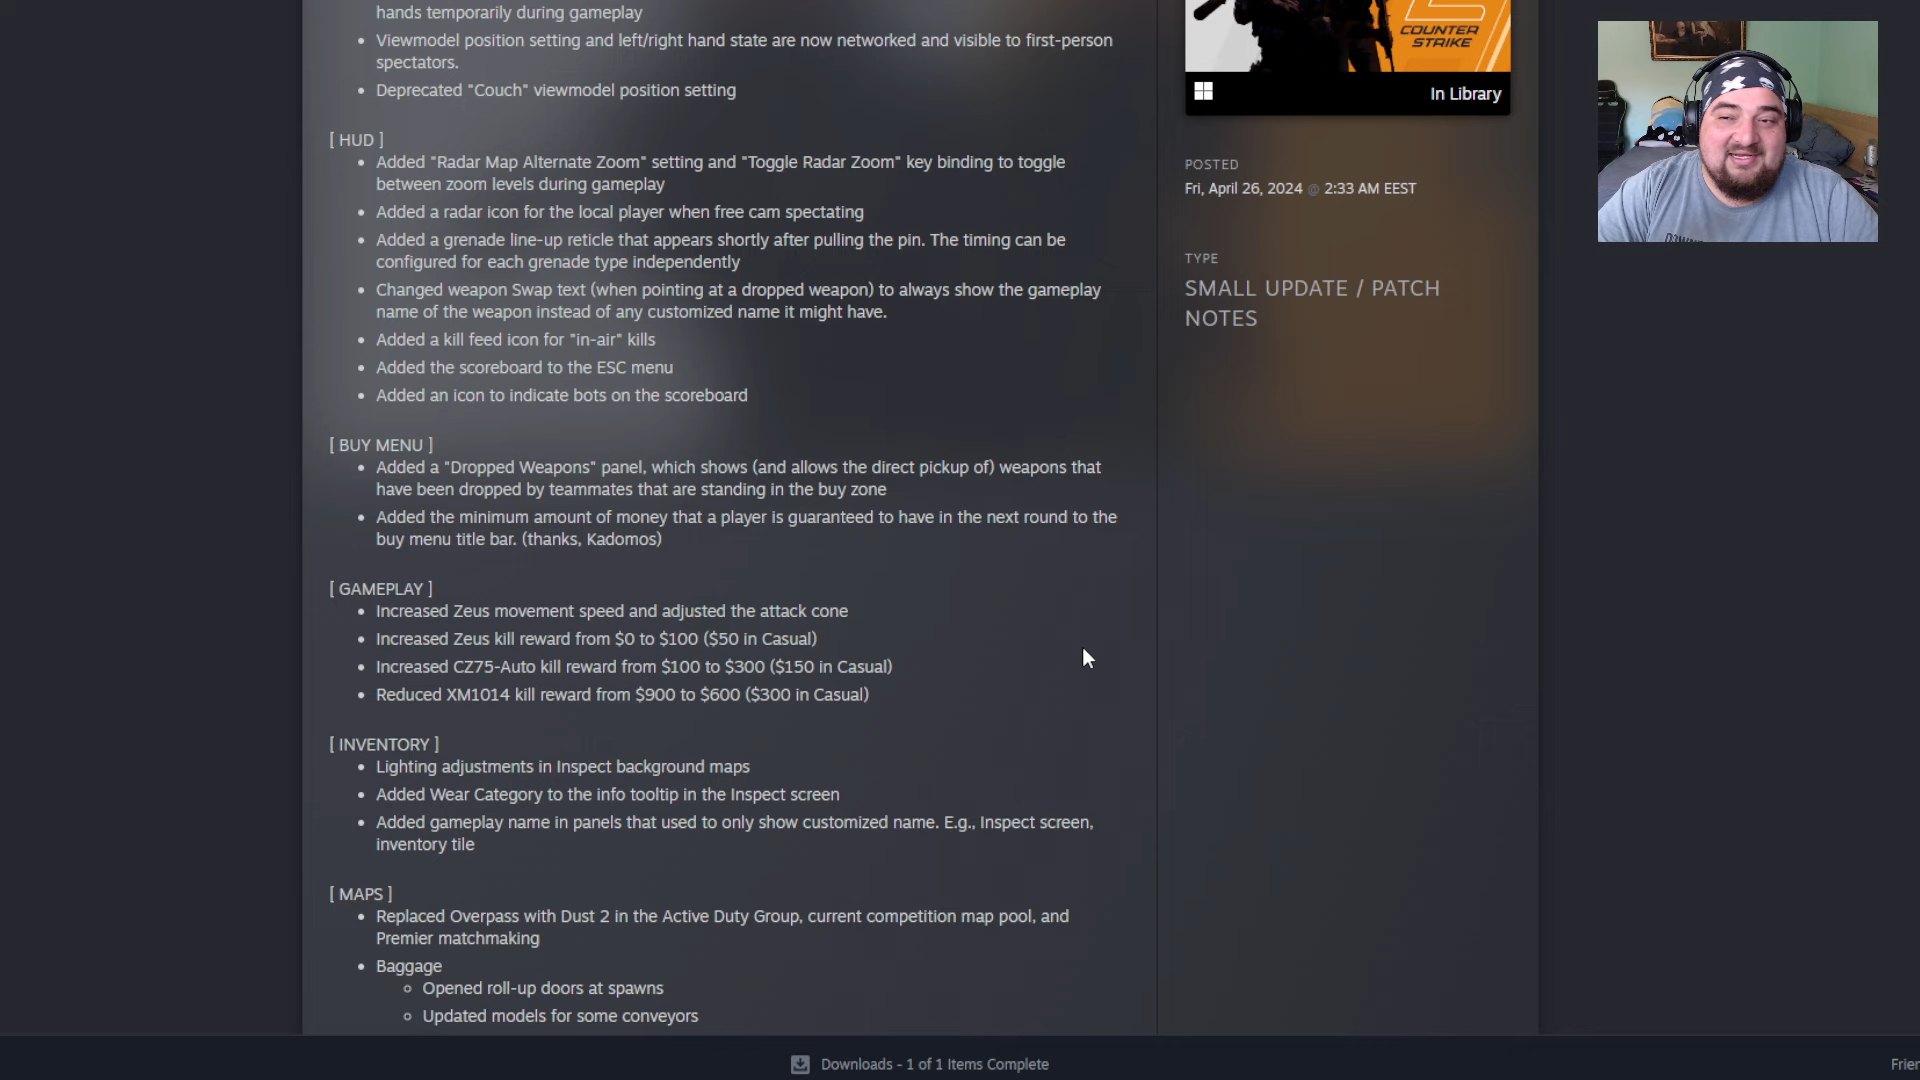 hands temporarily during gameplay
Viewmodel position setting and left/right hand state are now networked and visible to first-person
spectators.
Deprecated "Couch" viewmodel position setting
[ HUD ]
Added "Radar Map Alternate Zoom" setting and "Toggle Radar Zoom" key binding to toggle
between zoom levels during gameplay
Added a radar icon for the local player when free cam spectating
Added a grenade line-up reticle that appears shortly after pulling the pin. The timing can be
configured for each grenade type independently
Changed weapon Swap text (when pointing at a dropped weapon) to always show the gameplay
name of the weapon instead of any customized name it might have.
Added a kill feed icon for "in-air" kills
Added the scoreboard to the ESC menu
Added an icon to indicate bots on the scoreboard
[ BUY MENU ]
Added a "Dropped Weapons" panel, which shows (and allows the direct pickup of) weapons that
have been dropped by teammates that are standing in the buy zone
Added the minimum amount of money that a player is guaranteed to have in the next round to the
buy menu title bar. (thanks, Kadomos)
[ GAMEPLAY ]
Increased Zeus movement speed and adjusted the attack cone
Increased Zeus kill reward from $0 to $100 ($50 in Casual)
Increased CZ75-Auto kill reward from $100 to $300 ($150 in Casual)
Reduced XM1014 kill reward from $900 to $600 ($300 in Casual)
[ INVENTORY ]
Lighting adjustments in Inspect background maps
Added Wear Category to the info tooltip in the Inspect screen
Added gameplay name in panels that used to only show customized name. E.g., Inspect screen,
inventory tile
[ MAPS ]
Replaced Overpass with Dust 2 in the Active Duty Group, current competition map pool, and
Premier matchmaking
Baggage
Opened roll-up doors at spawns
Updated models for some conveyors
COUNTER
STRIKE
In Library
POSTED
Fri, April 26, 2024 @ 2:33 AM EEST
TYPE
SMALL UPDATE / PATCH
NOTES
Downloads - 1 of 1 Items Complete